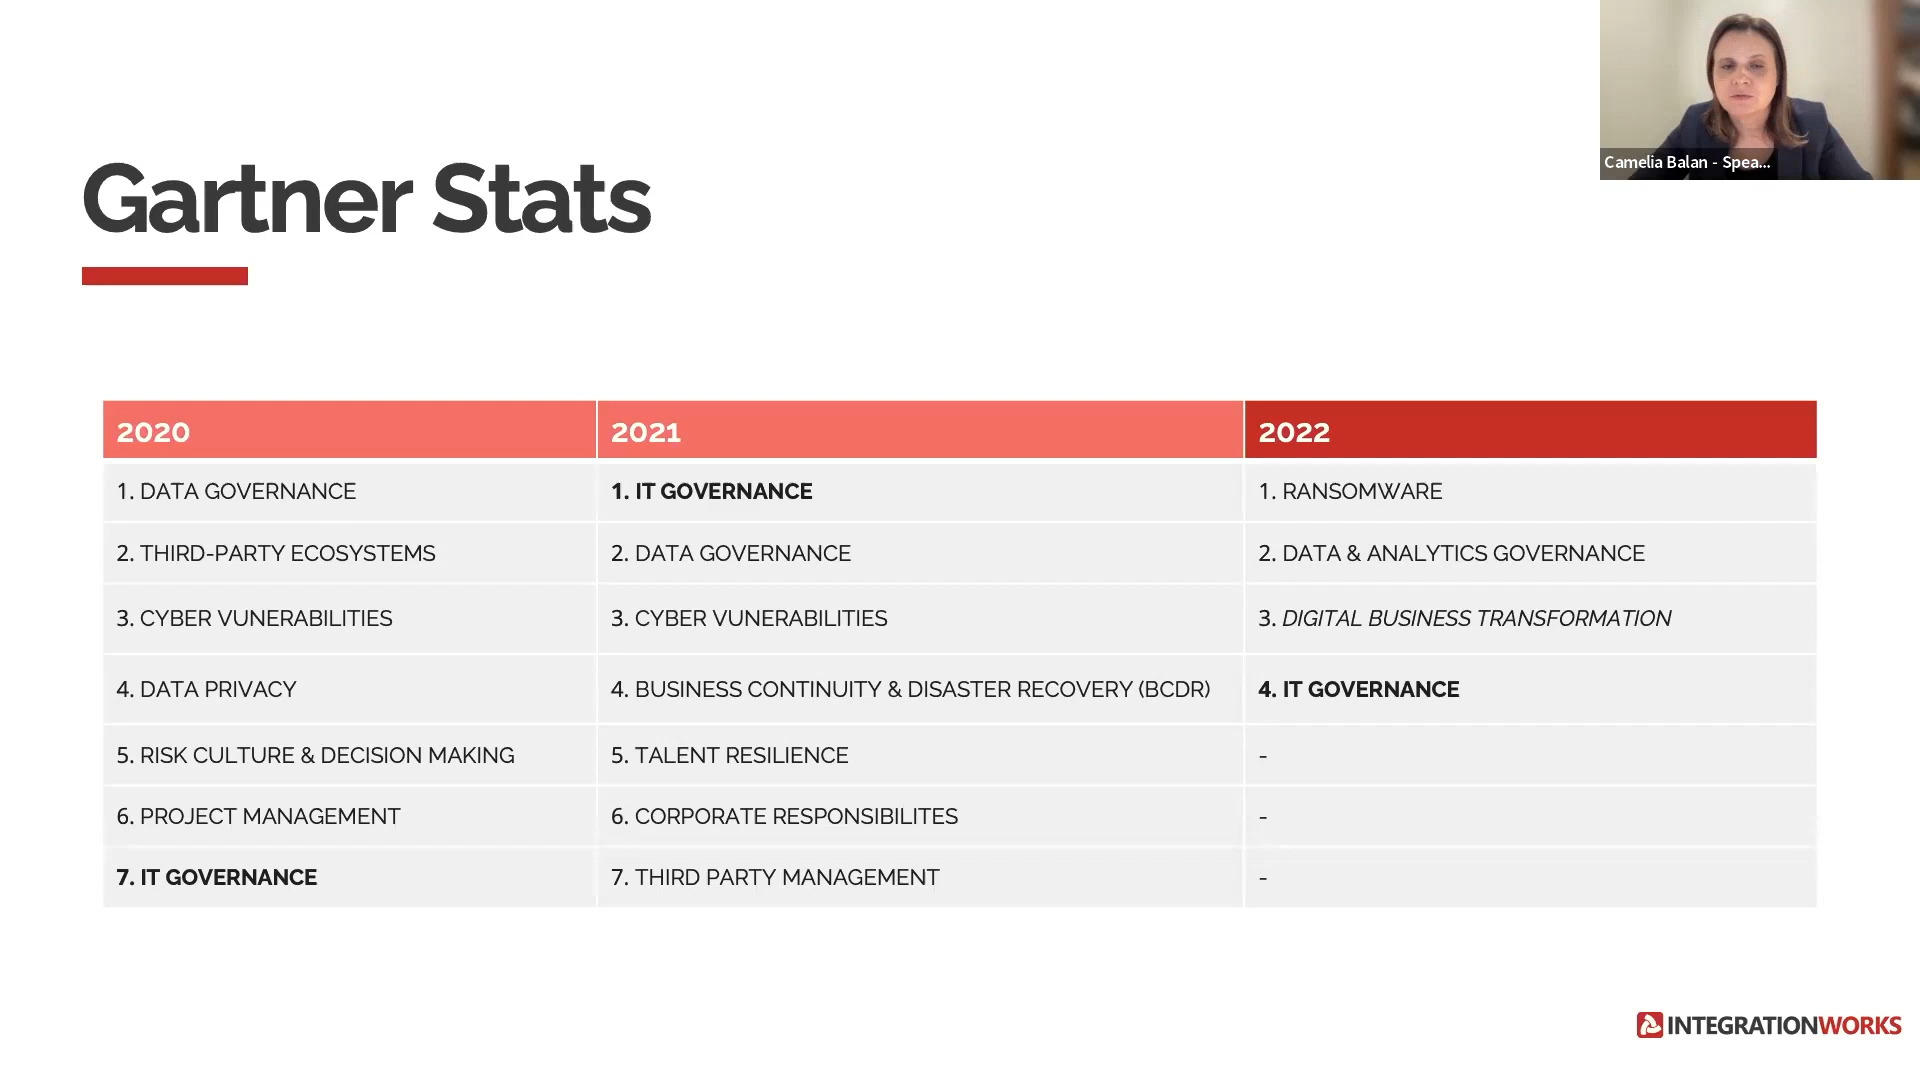 Camelia Balan - Spea...
Gartner Stats
2020
2021
2022
1. DATA GOVERNANCE
1. IT GOVERNANCE
1. RANSOMWARE
2. THIRD-PARTY ECOSYSTEMS
2. DATA GOVERNANCE
2. DATA & ANALYTICS GOVERNANCE
3. CYBER VUNERABILITIES
3. CYBER VUNERABILITIES
3. DIGITAL BUSINESS TRANSFORMATION
4. DATA PRIVACY
4. BUSINESS CONTINUITY & DISASTER RECOVERY (BCDR)
4. IT GOVERNANCE
5. RISK CULTURE & DECISION MAKING
5. TALENT RESILIENCE
-
6. PROJECT MANAGEMENT
6. CORPORATE RESPONSIBILITES
-
7. IT GOVERNANCE
7. THIRD PARTY MANAGEMENT
-
INTEGRATIONWORKS